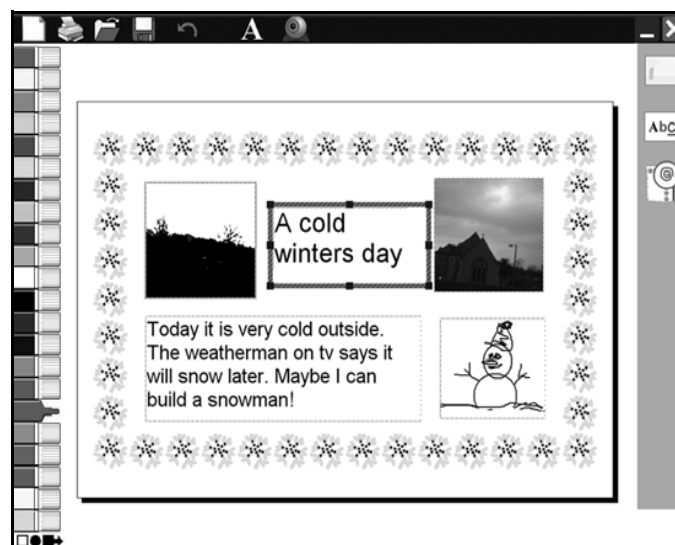 A
A cold
winters day
AbC
Today it is very cold outside.
The weatherman on tv says it
will snow later. Maybe I can
build a snowman!